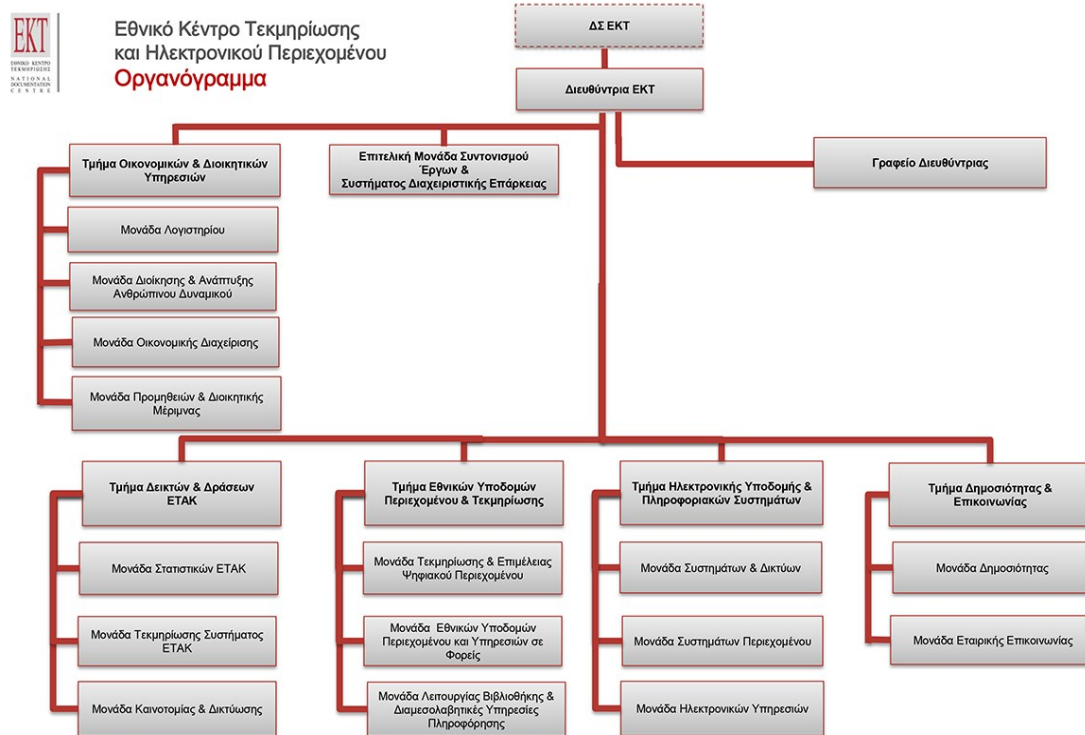 ΕΚΤ
ΕΘΝΙΚΟ ΚΕΝΤΡΟ
ΤΕΚΜΗΡΙΩΣΗΣ
NATIONAL
DOCUMENTATION
CENTRE
Εθνικό Κέντρο Τεκμηρίωσης
και Ηλεκτρονικού Περιεχομένου
Οργανόγραμμα
ΔΣ ΕΚΤ
Διευθύντρια ΕΚΤ
Τμήμα Οικονομικών & Διοικητικών
Υπηρεσιών
Επιτελική Μονάδα Συντονισμού
Έργων &
Συστήματος Διαχειριστικής Επάρκειας
Γραφείο Διευθύντριας
Μονάδα Λογιστηρίου
Μονάδα Διοίκησης & Ανάπτυξης
Ανθρώπινου Δυναμικού
Μονάδα Οικονομικής Διαχείρισης
Μονάδα Προμηθειών & Διοικητικής
Μέριμνας
Τμήμα Δεικτών & Δράσεων
ΕΤΑΚ
Μονάδα Στατιστικών ΕΤΑΚ
Μονάδα Τεκμηρίωσης Συστήματος
ΕΤΑΚ
Μονάδα Καινοτομίας & Δικτύωσης
Τμήμα Εθνικών Υποδομών
Περιεχομένου & Τεκμηρίωσης
Μονάδα Τεκμηρίωσης & Επιμέλειας
Ψηφιακού Περιεχομένου
Μονάδα Εθνικών Υποδομών
Περιεχομένου και Υπηρεσιών σε
Φορείς
Μονάδα Λειτουργίας Βιβλιοθήκης &
Διαμεσολαβητικές Υπηρεσίες
Πληροφόρησης
Τμήμα Ηλεκτρονικής Υποδομής &
Πληροφοριακών Συστημάτων
Μονάδα Συστημάτων & Δικτύων
Μονάδα Συστημάτων Περιεχομένου
Μονάδα Ηλεκτρονικών Υπηρεσιών
Τμήμα Δημοσιότητας &
Επικοινωνίας
Μονάδα Δημοσιότητας
Μονάδα Εταιρικής Επικοινωνίας